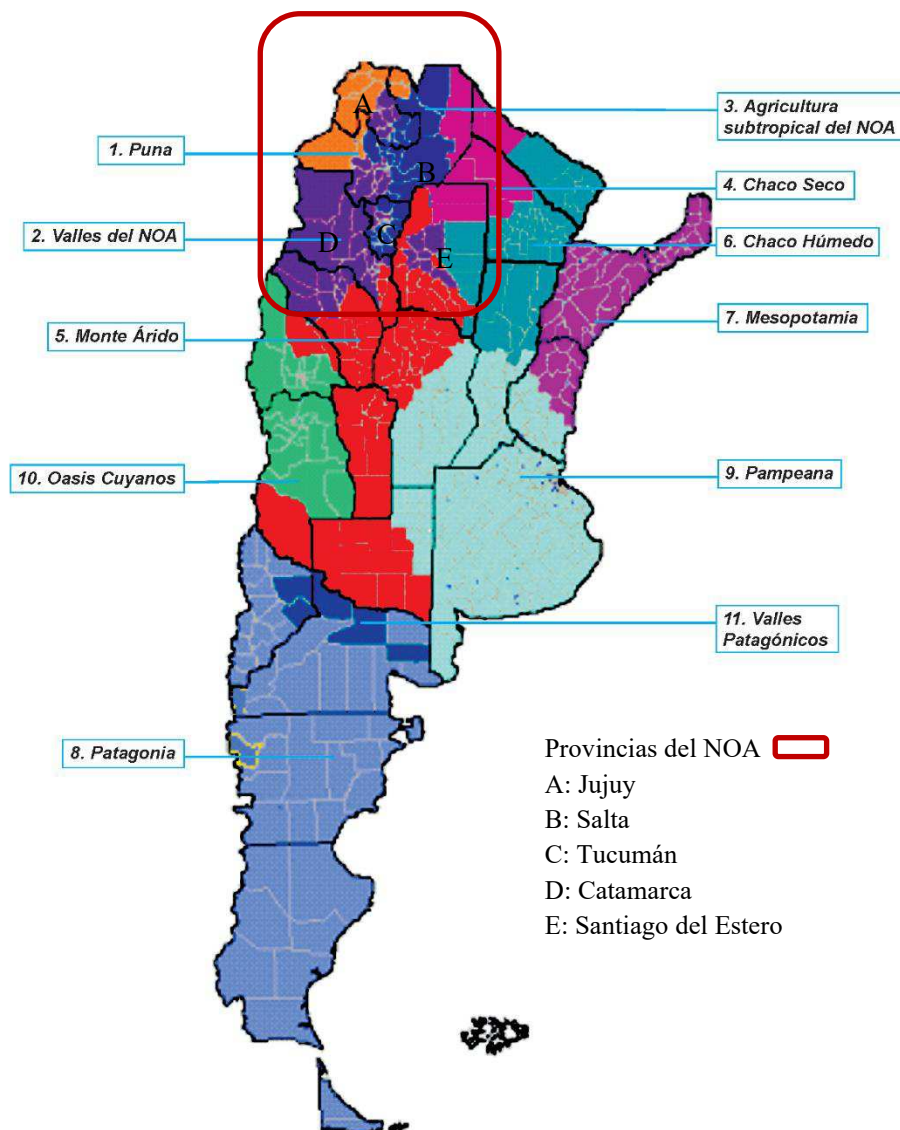 A
3. Agricultura
subtropical del NOA
1. Puna
B
4. Chaco Seco
2. Valles del NOA
D
C
E
6. Chaco Húmedo
5. Monte Árido
7. Mesopotamia
10. Oasis Cuyanos
9. Pampeana
11. Valles
Patagónicos
8. Patagonia
Provincias del NOA
A: Jujuy
B: Salta
C: Tucumán
D: Catamarca
E: Santiago del Estero